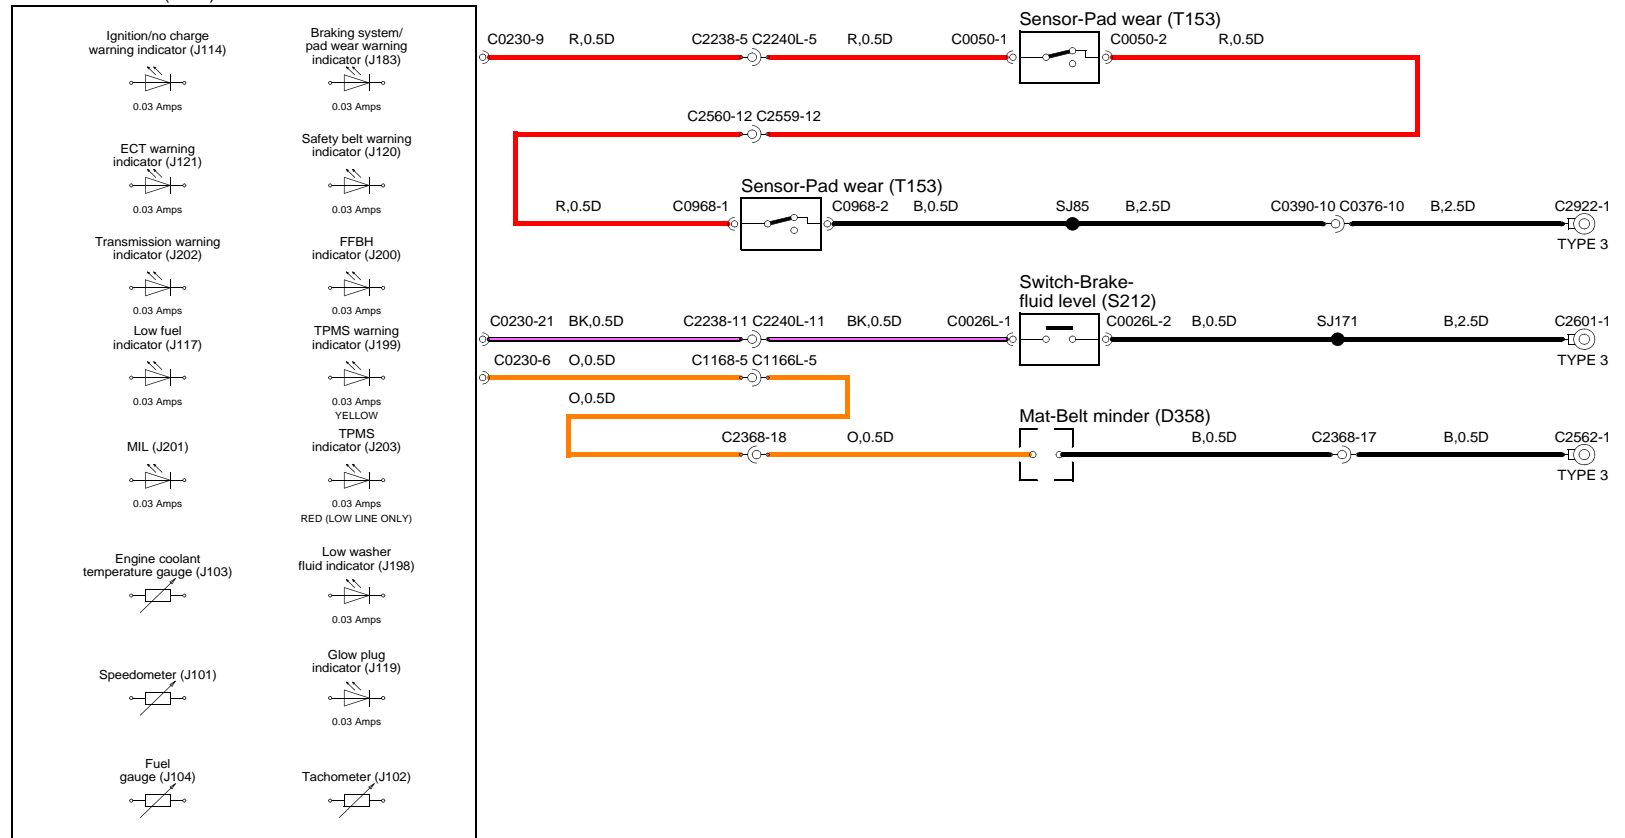 Ignition/no charge
warning indicator (J114)
0.03 Amps
Braking system/
pad wear warning
indicator (J183)
0.03 Amps
ECT warning
indicator (J121)
0.03 Amps
Safety belt warning
indicator (J120)
0.03 Amps
Transmission warning
indicator (J202)
0.03 Amps
FFBH
indicator (J200)
0.03 Amps
Low fuel
indicator (J117)
0.03 Amps
TPMS warning
indicator (J199)
0.03 Amps
YELLOW
MIL (J201)
0.03 Amps
TPMS
indicator (J203)
0.03 Amps
RED (LOW LINE ONLY)
Engine coolant
temperature gauge (J103)
Low washer
fluid indicator (J198)
0.03 Amps
Speedometer (J101)
Glow plug
indicator (J119)
0.03 Amps
Fuel
gauge (J104)
Tachometer (J102)
Sensor-Pad wear (T153)
C0230-9 R,0.5D C2238-5 C2240L-5 R,0.5D C0050-1 C0050-2 R,0.5D
C2560-12 C2559-12
Sensor-Pad wear (T153)
R,0.5D C0968-1 C0968-2 B,0.5D SJ85 B,2.5D C0390-10 C0376-10 B,2.5D C2922-1
TYPE 3
Switch-Brake-
fluid level (S212)
C0230-21 BK,0.5D C2238-11 C2240L-11 BK,0.5D C0026L-1 C0026L-2 B,0.5D SJ171 B,2.5D C2601-1
TYPE 3
C0230-6 O,0.5D C1168-5 C1166L-5
O,0.5D
Mat-Belt minder (D358)
C2368-18 O,0.5D B,0.5D C2368-17 B,0.5D C2562-1
TYPE 3